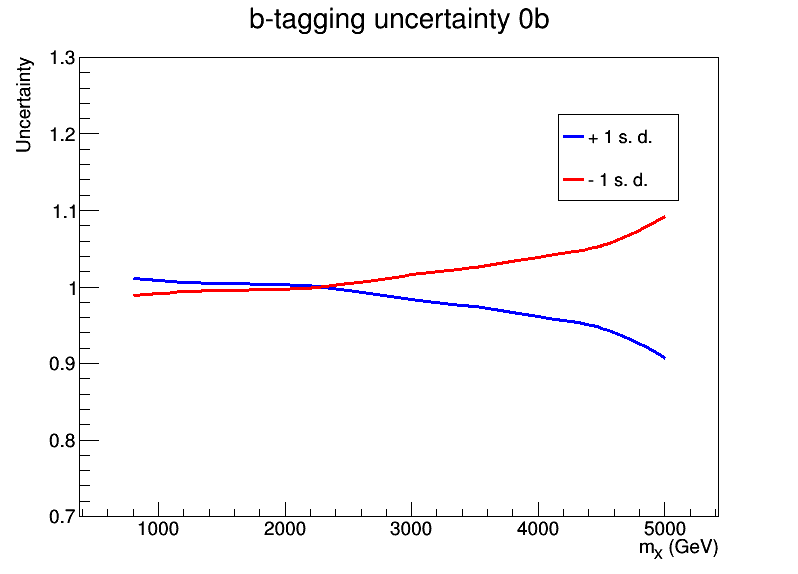 b-tagging uncertainty 0b
Uncertainty
1.3
1.2
1.1
1
0.9
0.8
0.7
+ 1 s. d.
- 1 s. d.
1000 2000 3000 4000 5000
mX (GeV)